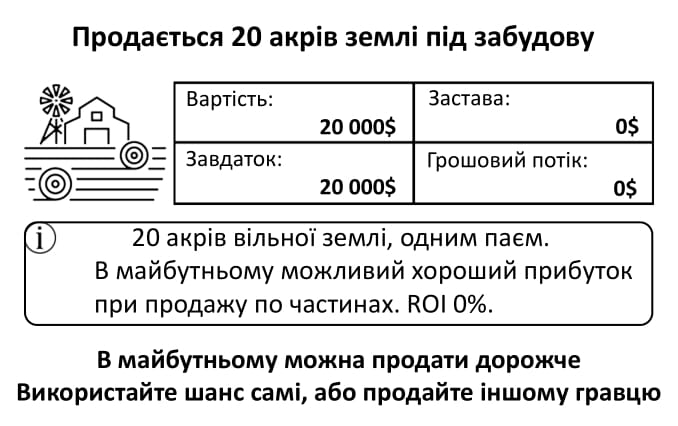 Продається 20 акрів землі під забудову
Вартість:
20 000$
Застава:
0$
Завдаток:
20 000$
Грошовий потік:
0$
i
20 акрів вільної землі, одним паєм.
В майбутньому можливий хороший прибуток
при продажу по частинах. ROI 0%.
В майбутньому можна продати дорожче
Використайте шанс самі, або продайте іншому гравцю